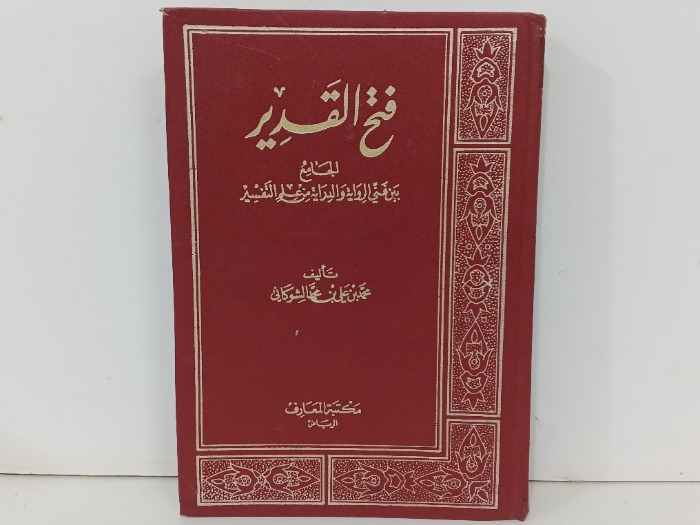 فتح القدير
الجامع
بين فني الرواية والدراية من علم التفسير
تأليف
محمد بن علي بن محمد الشوكاني
مكتبة المعارف
الرياض